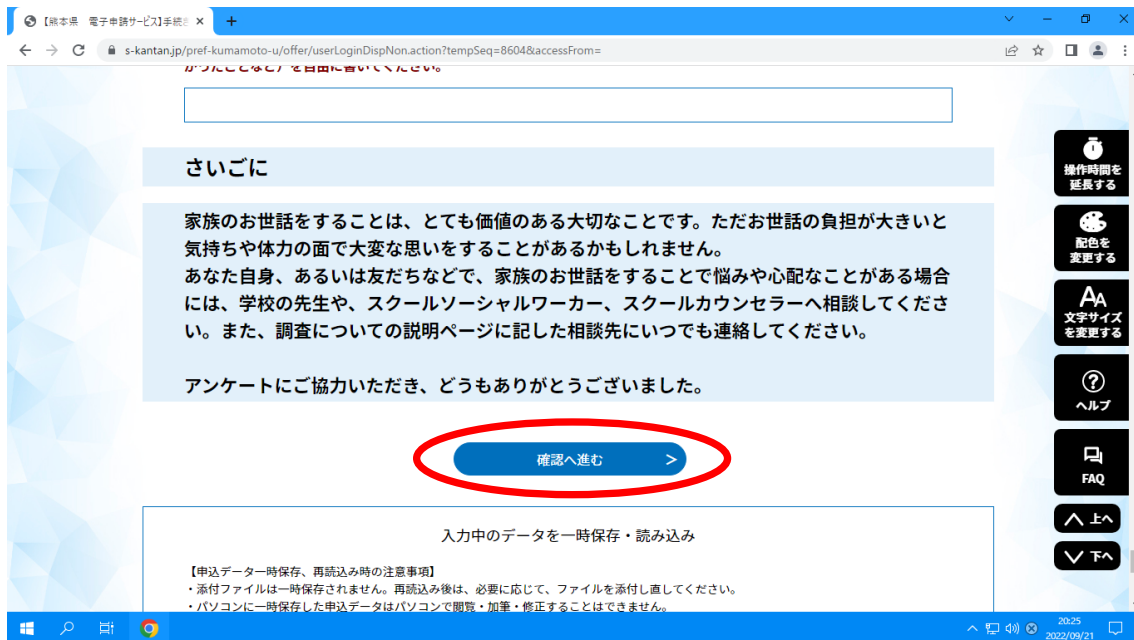 【熊本県　電子申請サービス】手続き
s-kantan.jp/pref-kumamoto-u/offer/userLoginDispNon.action?tempSeq=8604&accessFrom=
かったことなど）を自由に書いてください。
さいごに
家族のお世話をすることは、とても価値のある大切なことです。ただお世話の負担が大きいと
気持ちや体力の面で大変な思いをすることがあるかもしれません。
あなた自身、あるいは友だちなどで、家族のお世話をすることで悩みや心配なことがある場合
には、学校の先生や、スクールソーシャルワーカー、スクールカウンセラーへ相談してくださ
い。また、調査についての説明ページに記した相談先にいつでも連絡してください。
アンケートにご協力いただき、どうもありがとうございました。
確認へ進む
入力中のデータを一時保存・読み込み
【申込データ一時保存、再読込み時の注意事項】
・添付ファイルは一時保存されません。再読込み後は、必要に応じて、ファイルを添付し直してください。
・パソコンに一時保存した申込データはパソコンで閲覧・加筆・修正することはできません。
操作時間を
延長する
配色を
変更する
AA
文字サイズ
を変更する
ヘルプ
FAQ
上へ
下へ
20:25
2022/09/21